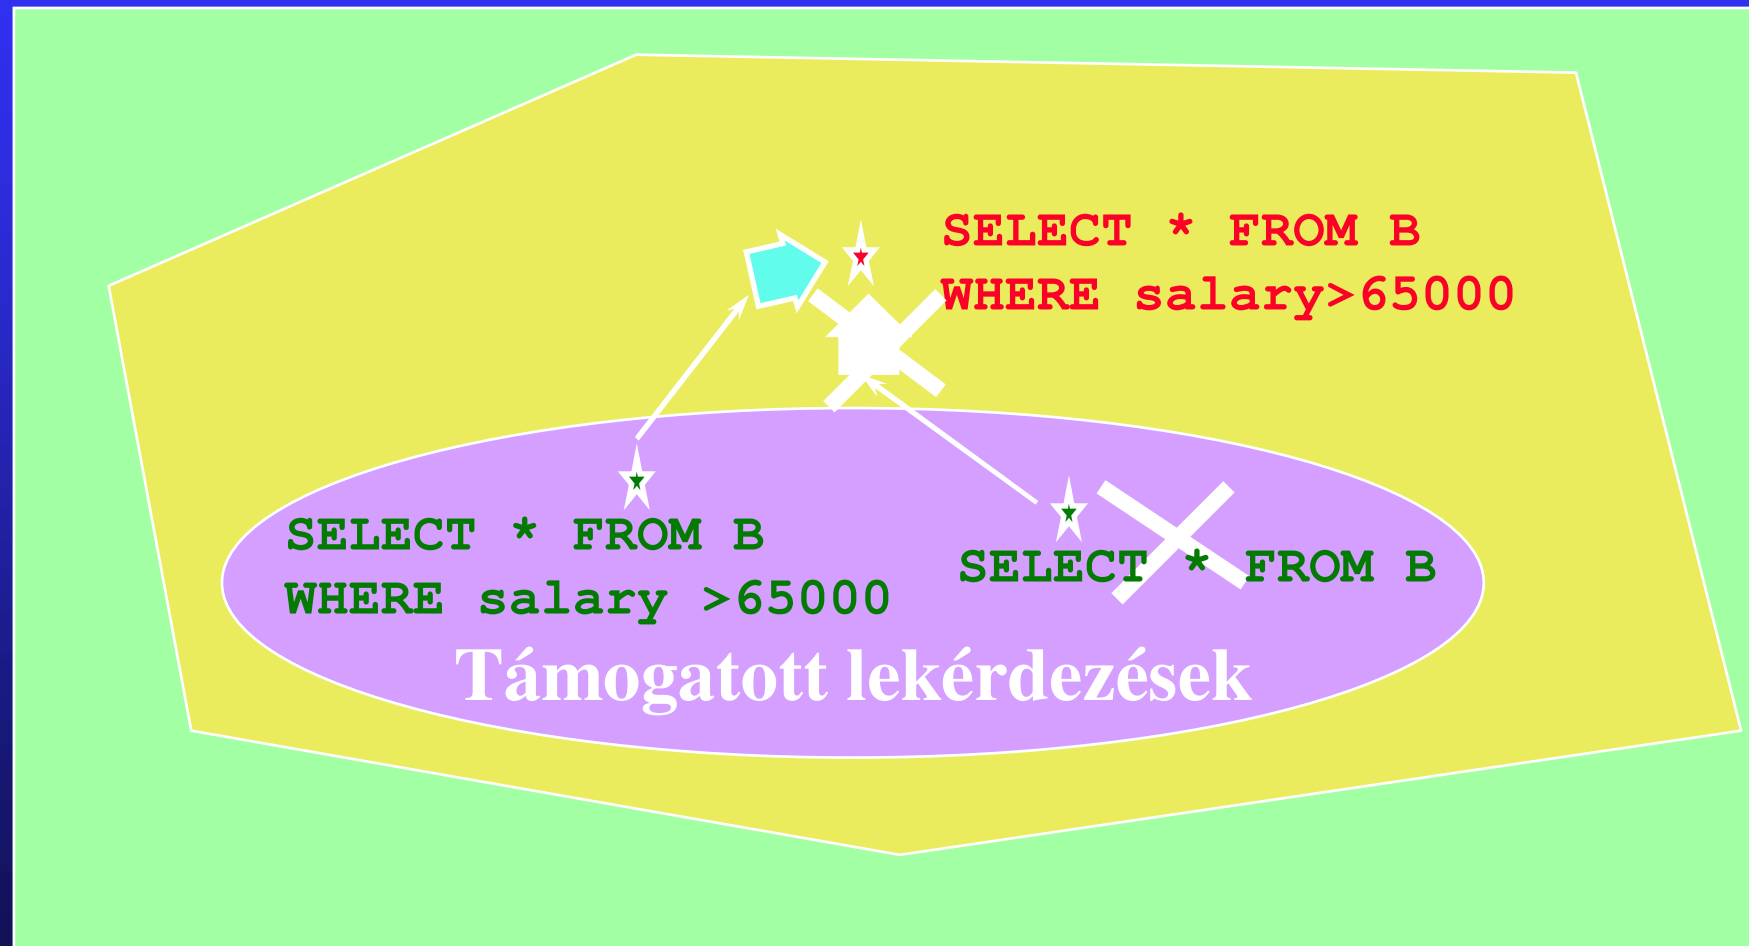 SELECT * FROM B
WHERE salary>65000
SELECT * FROM B
WHERE salary >65000
SELECT * FROM B
Támogatott lekérdezések